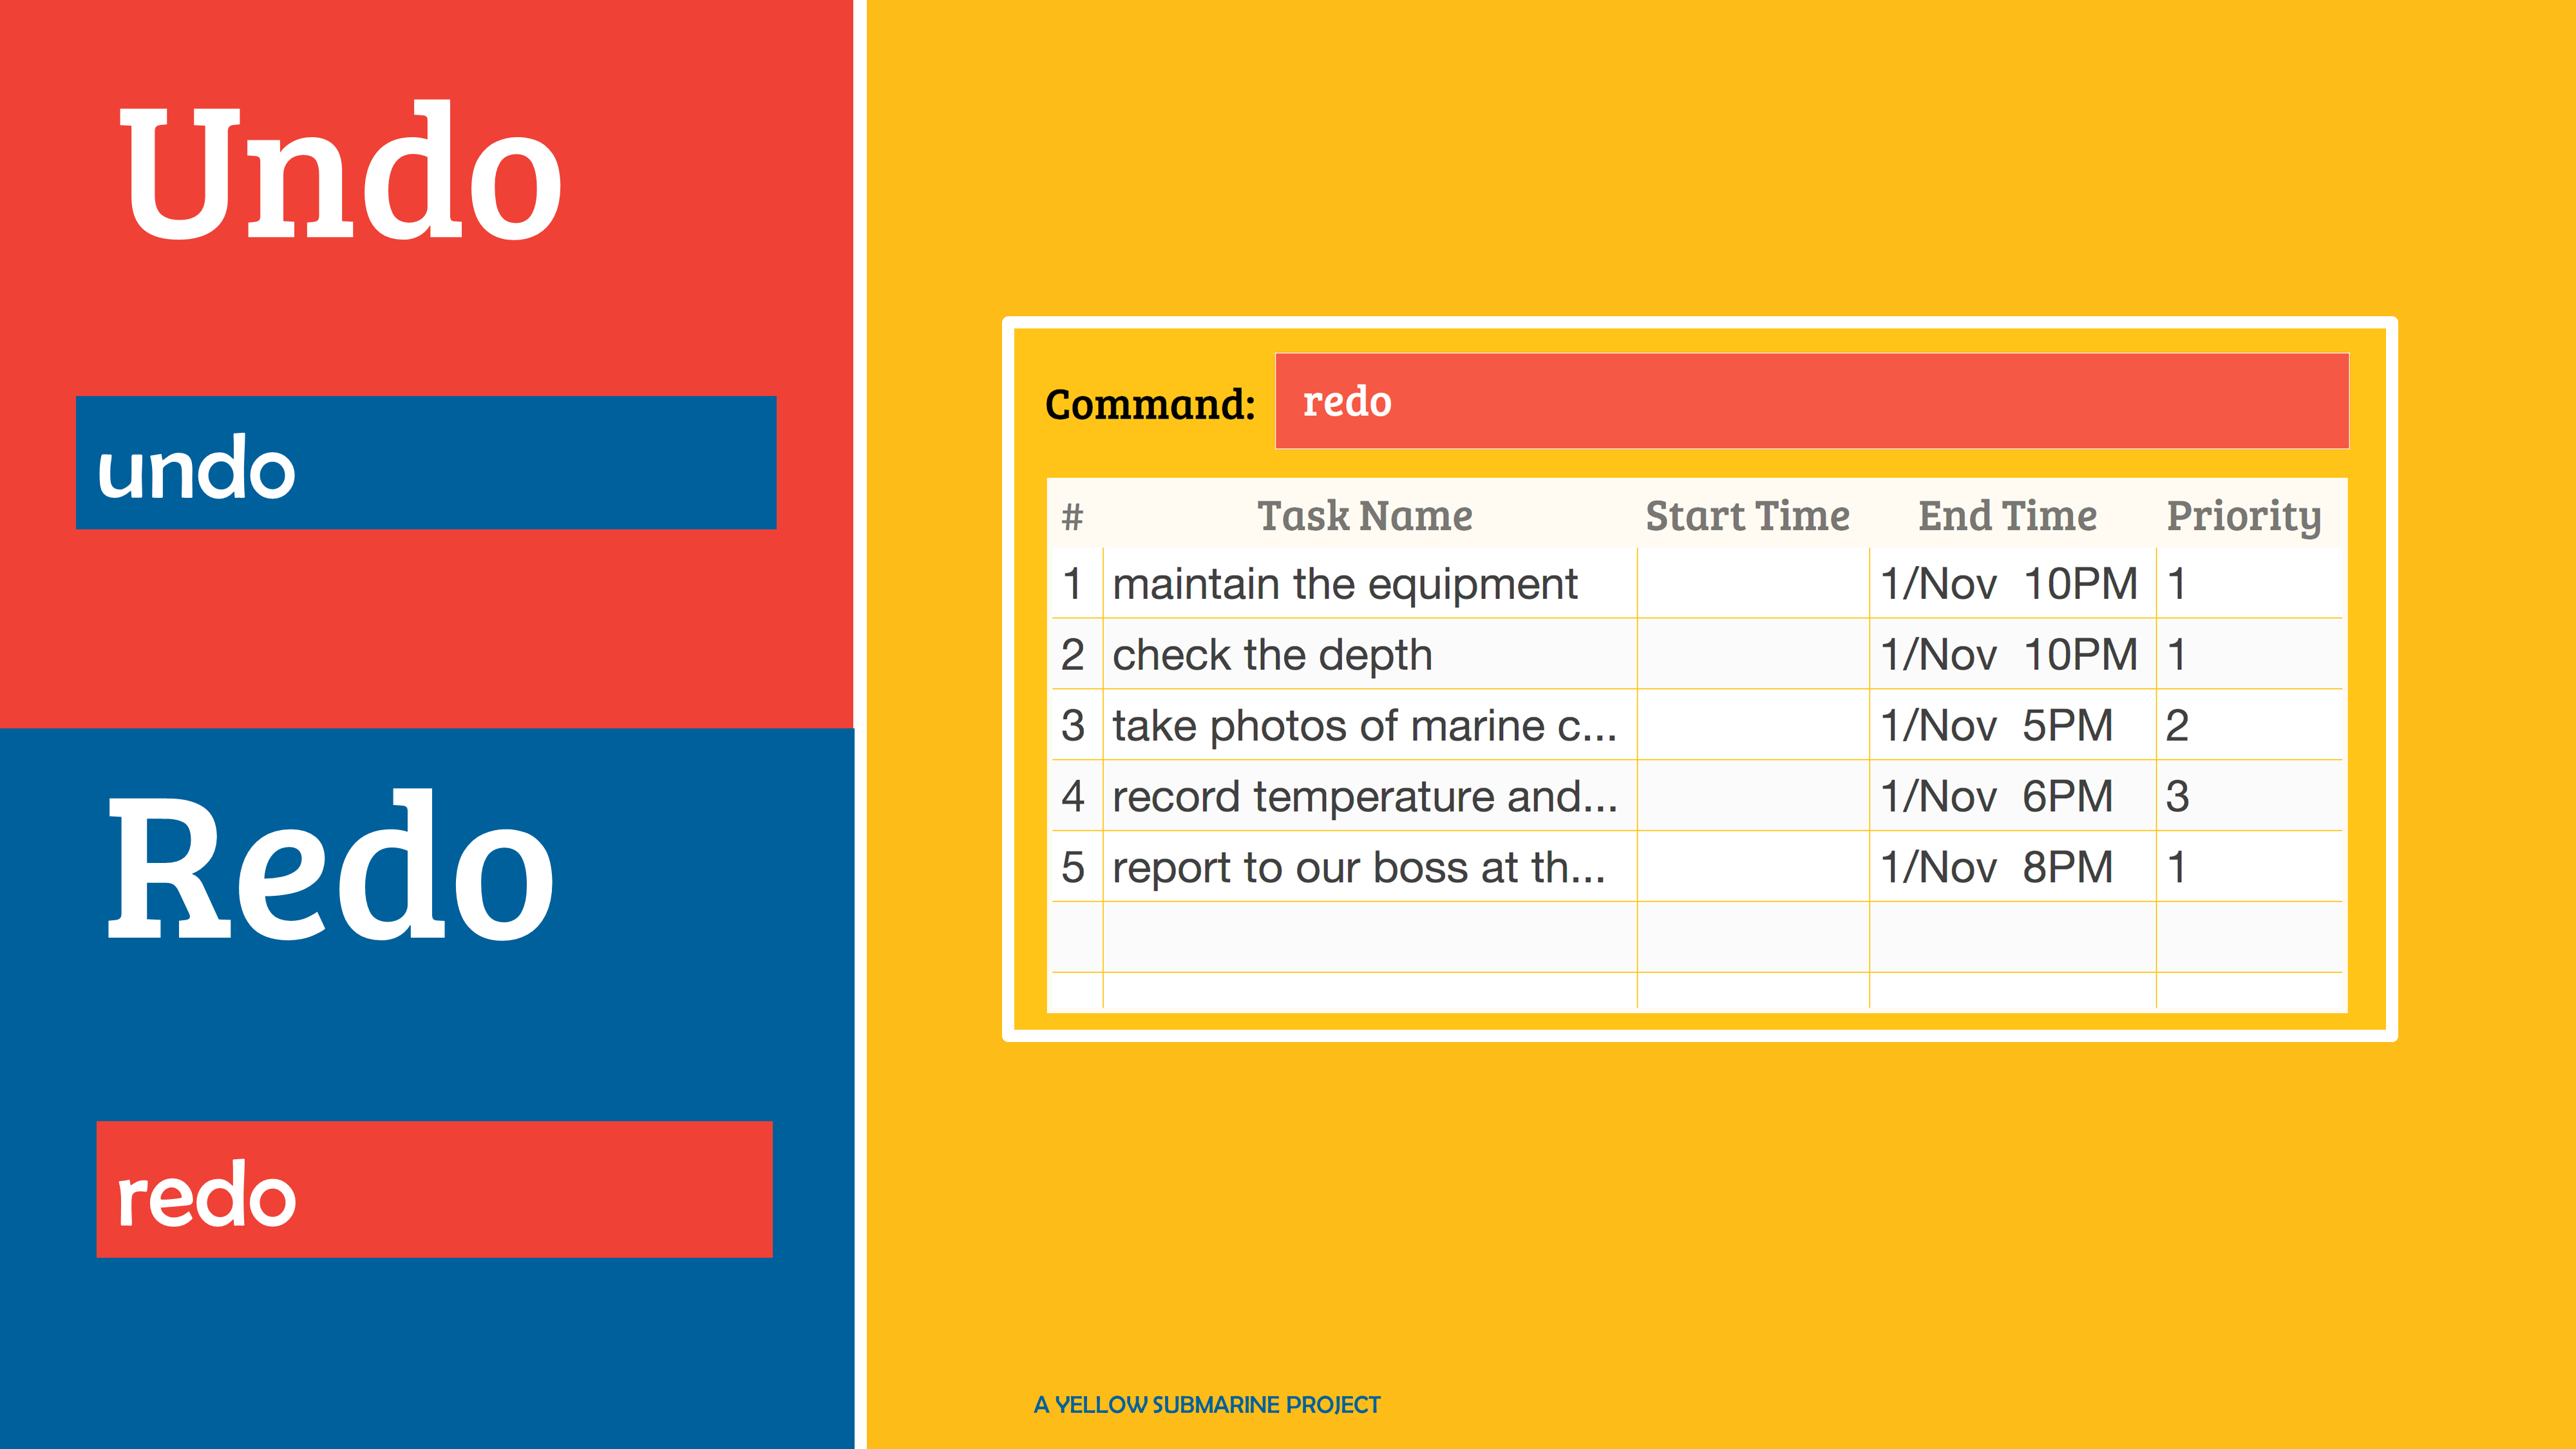 Undo
undo
Redo
redo
Command: redo
# Task Name Start Time End Time Priority
1 maintain the equipment 1/Nov 10PM 1
2 check the depth 1/Nov 10PM 1
3 take photos of marine c... 1/Nov 5PM 2
4 record temperature and... 1/Nov 6PM 3
5 report to our boss at th... 1/Nov 8PM 1
A YELLOW SUBMARINE PROJECT